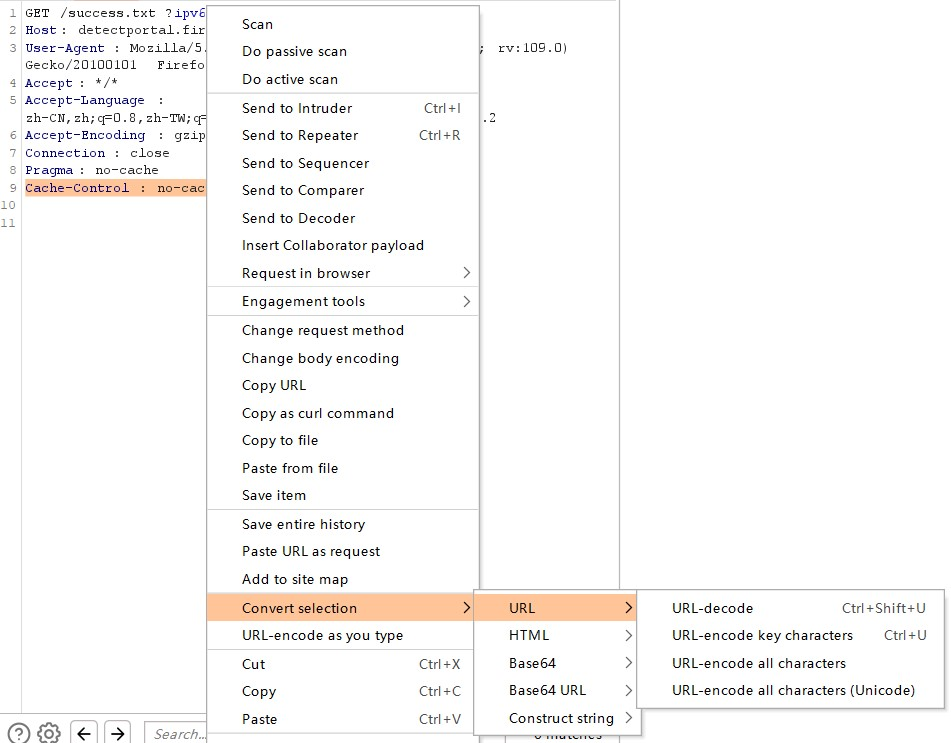 1 GET /success.txt ?ipv6
2 Host : detectportal.fir
3 User-Agent : Mozilla/5. ; rv:109.0)
Gecko/20100101 Firefo
4 Accept : */*
5 Accept-Language :
zh-CN,zh;q=0.8,zh-TW;q= .2
6 Accept-Encoding : gzip
7 Connection : close
8 Pragma : no-cache
9 Cache-Control : no-cac
10
11
Scan
Do passive scan
Do active scan
Send to Intruder Ctrl+I
Send to Repeater Ctrl+R
Send to Sequencer
Send to Comparer
Send to Decoder
Insert Collaborator payload
Request in browser
Engagement tools
Change request method
Change body encoding
Copy URL
Copy as curl command
Copy to file
Paste from file
Save item
Save entire history
Paste URL as request
Add to site map
Convert selection
URL-encode as you type
Cut Ctrl+X
Copy Ctrl+C
Paste Ctrl+V
URL
HTML
Base64
Base64 URL
Construct string
URL-decode Ctrl+Shift+U
URL-encode key characters Ctrl+U
URL-encode all characters
URL-encode all characters (Unicode)
Search...
matches